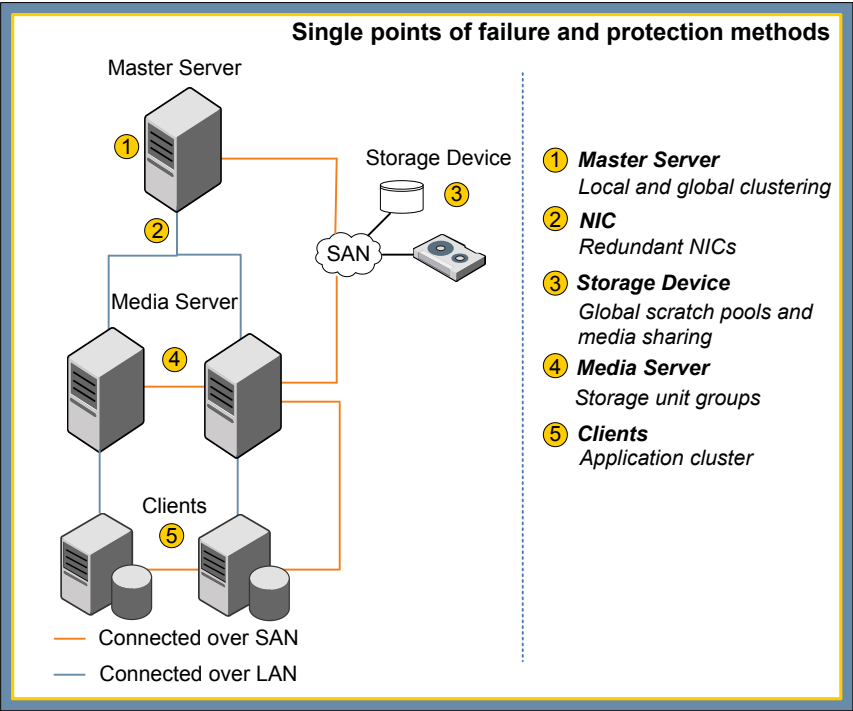 Single points of failure and protection methods
Master Server
1
2
Storage Device
3
SAN
Media Server
4
Clients
5
Connected over SAN
Connected over LAN
1 Master Server
Local and global clustering
2 NIC
Redundant NICs
3 Storage Device
Global scratch pools and
media sharing
4 Media Server
Storage unit groups
5 Clients
Application cluster